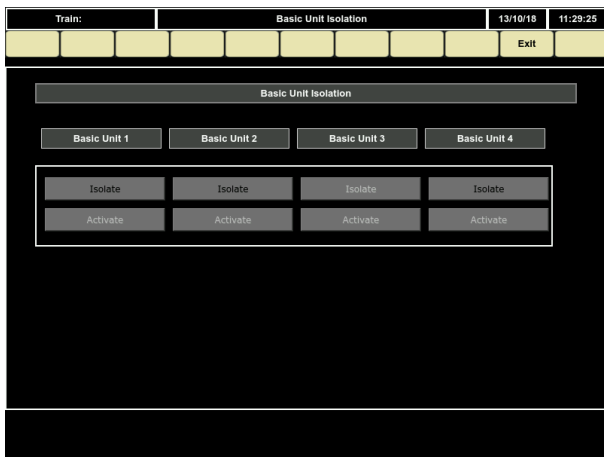 Train: Basic Unit Isolation 13/10/18 11:29:25
Exit
Basic Unit Isolation
Basic Unit 1 Basic Unit 2 Basic Unit 3 Basic Unit 4
Isolate Isolate Isolate Isolate
Activate Activate Activate Activate